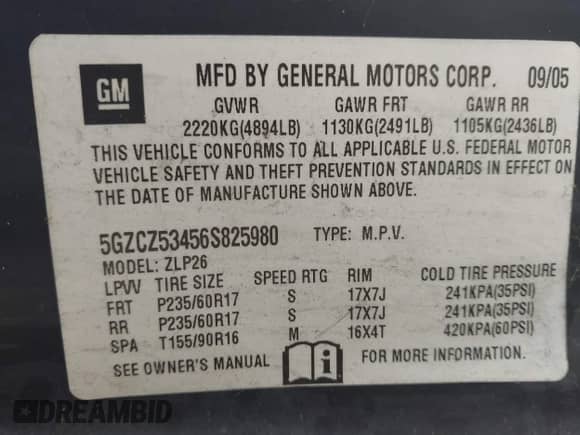 GM MFD BY GENERAL MOTORS CORP. 09/05
GVWR GAWR FRT GAWR RR
2220KG(4894LB) 1130KG(2491LB) 1105KG(2436LB)
THIS VEHICLE CONFORMS TO ALL APPLICABLE U.S. FEDERAL MOTOR
VEHICLE SAFETY AND THEFT PREVENTION STANDARDS IN EFFECT ON
THE DATE OF MANUFACTURE SHOWN ABOVE.
5GZCZ53456S825980 TYPE: M.P.V.
MODEL: ZLP26
LPVV TIRE SIZE SPEED RTG RIM COLD TIRE PRESSURE
FRT P235/60R17 S 17X7J 241KPA(35PSI)
RR P235/60R17 S 17X7J 241KPA(35PSI)
SPA T155/90R16 M 16X4T 420KPA(60PSI)
SEE OWNER'S MANUAL i FOR MORE INFORMATION.
DREAMBID